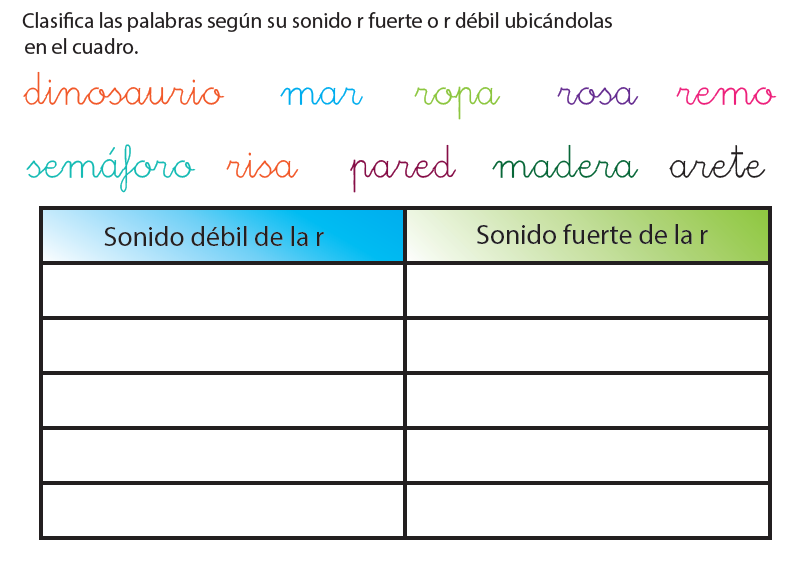 Clasifica las palabras según su sonido r fuerte o r débil ubicándolas
en el cuadro.
dinosaurio mar ropa rosa remo
semáforo risa pared madera arete
Sonido débil de la r Sonido fuerte de la r